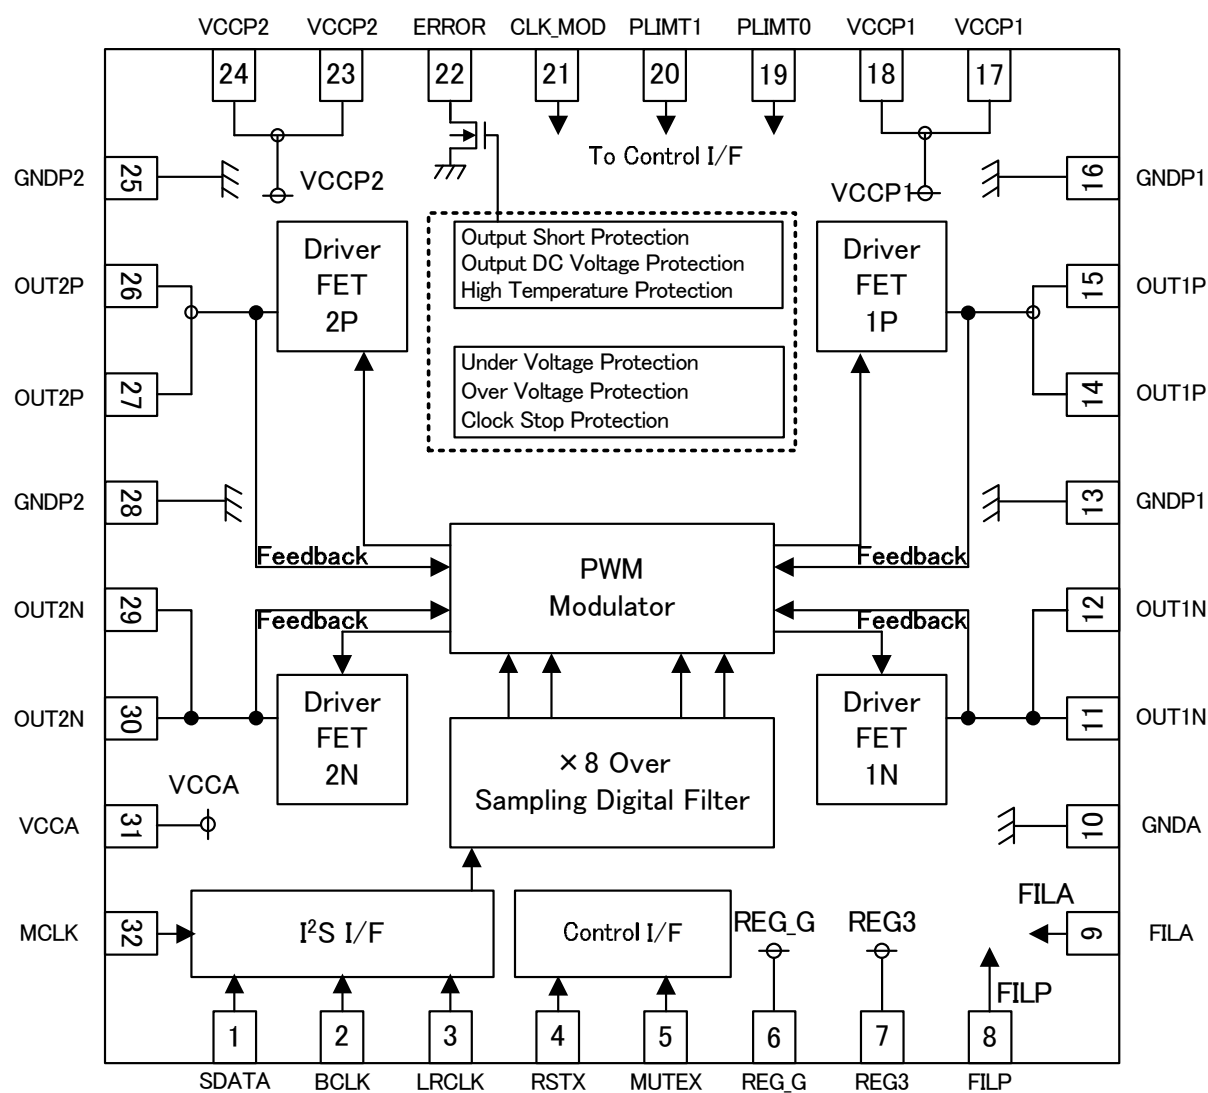 VCCP2 VCCP2 ERROR CLK_MOD PLIMT1 PLIMT0 VCCP1 VCCP1
24 23 22 21 20 19 18 17
To Control I/F
GNDP2 25 VCCP2 VCCP1 16 GNDP1
Output Short Protection
Output DC Voltage Protection
High Temperature Protection
Driver
FET
2P
Driver
FET
1P
OUT2P 26 15 OUT1P
Under Voltage Protection
Over Voltage Protection
Clock Stop Protection
OUT2P 27 14 OUT1P
GNDP2 28 13 GNDP1
Feedback Feedback
PWM
Modulator
OUT2N 29 12 OUT1N
Feedback Feedback
Driver
FET
2N
Driver
FET
1N
OUT2N 30 11 OUT1N
×8 Over
Sampling Digital Filter
VCCA
VCCA 31 10 GNDA
MCLK 32 I²S I/F Control I/F REG_G REG3 FILA 9 FILA
FILP
1 2 3 4 5 6 7 8
SDATA BCLK LRCLK RSTX MUTEX REG_G REG3 FILP